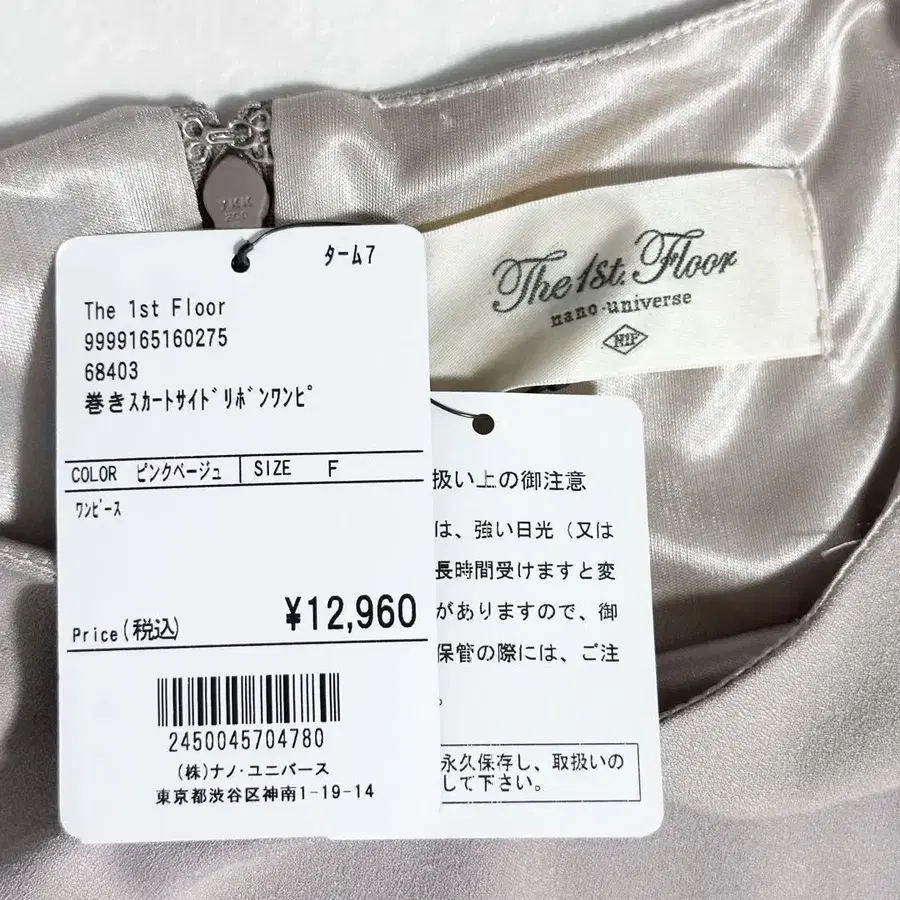 YKK
ターム7
The 1st Floor
9999165160275
68403
巻きｽｶｰﾄｻｲﾄﾞﾘﾎﾞﾝﾜﾝﾋﾟ
COLOR ピンクベージュ SIZE F
ﾜﾝﾋﾟｰｽ
Price(税込) ¥12,960
2450045704780
(株)ナノ・ユニバース
東京都渋谷区神南1-19-14
The 1st. Floor
nano・universe
N1F
扱い上の御注意
は、強い日光（又は
長時間受けますと変
がありますので、御
保管の際には、ご注
。
永久保存し、取扱いの
して下さい。